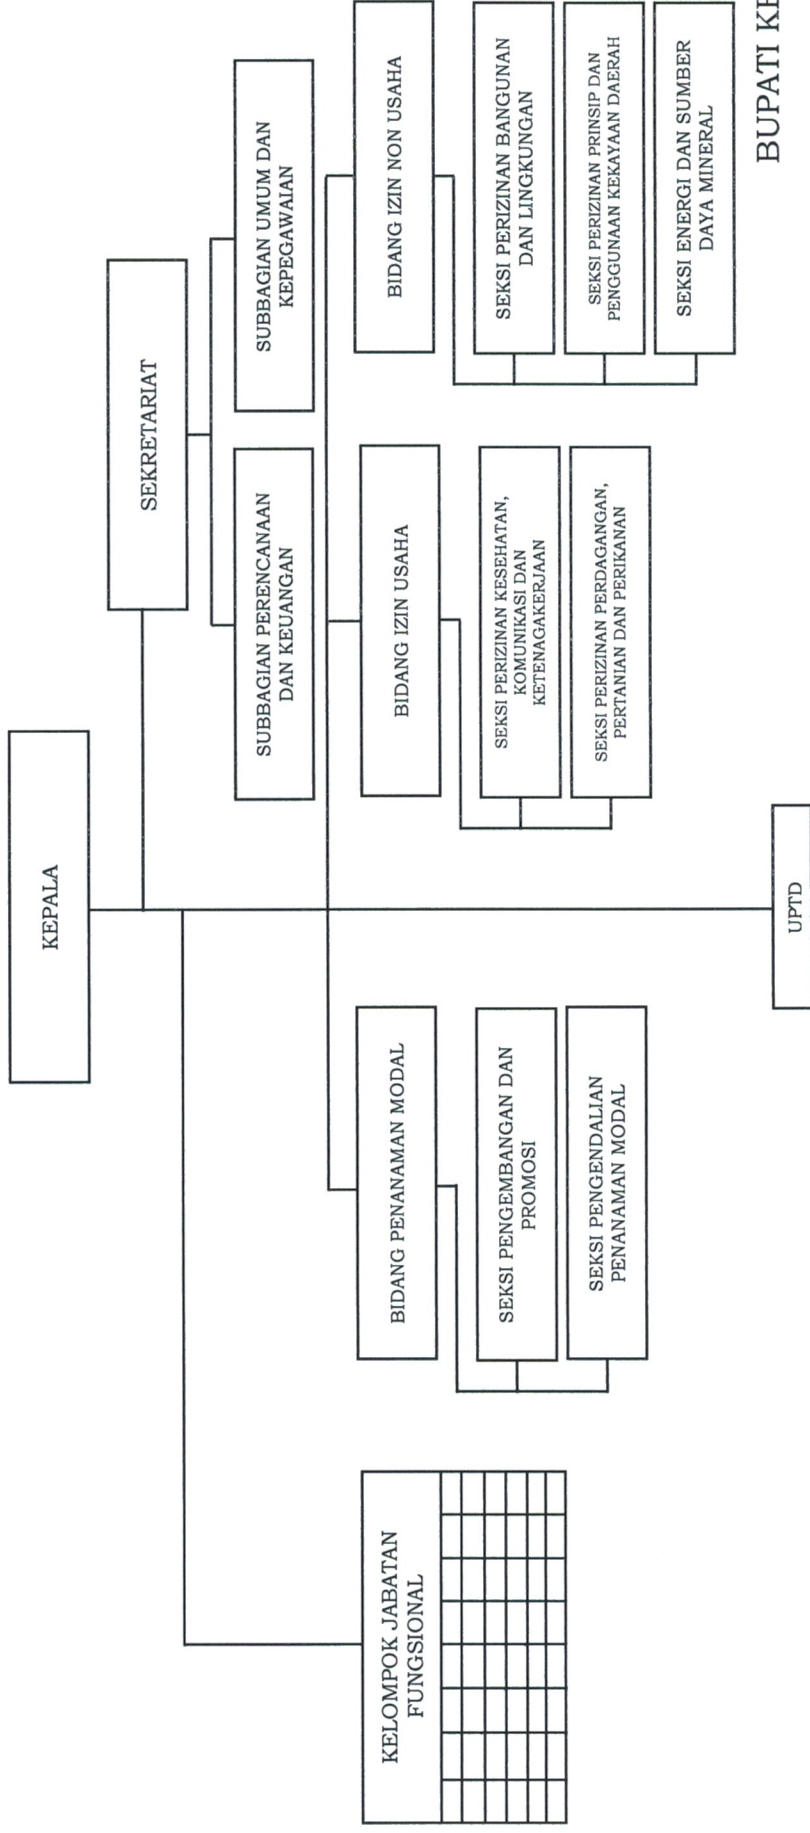 KEPALA
SEKRETARIAT
SUBBAGIAN PERENCANAAN
DAN KEUANGAN
SUBBAGIAN UMUM DAN
KEPEGAWAIAN
KELOMPOK JABATAN
FUNGSIONAL
BIDANG PENANAMAN MODAL
SEKSI PENGEMBANGAN DAN
PROMOSI
SEKSI PENGENDALIAN
PENANAMAN MODAL
BIDANG IZIN USAHA
SEKSI PERIZINAN KESEHATAN,
KOMUNIKASI DAN
KETENAGAKERJAAN
SEKSI PERIZINAN PERDAGANGAN,
PERTANIAN DAN PERIKANAN
BIDANG IZIN NON USAHA
SEKSI PERIZINAN BANGUNAN
DAN LINGKUNGAN
SEKSI PERIZINAN PRINSIP DAN
PENGGUNAAN KEKAYAAN DAERAH
SEKSI ENERGI DAN SUMBER
DAYA MINERAL
UPTD
BUPATI